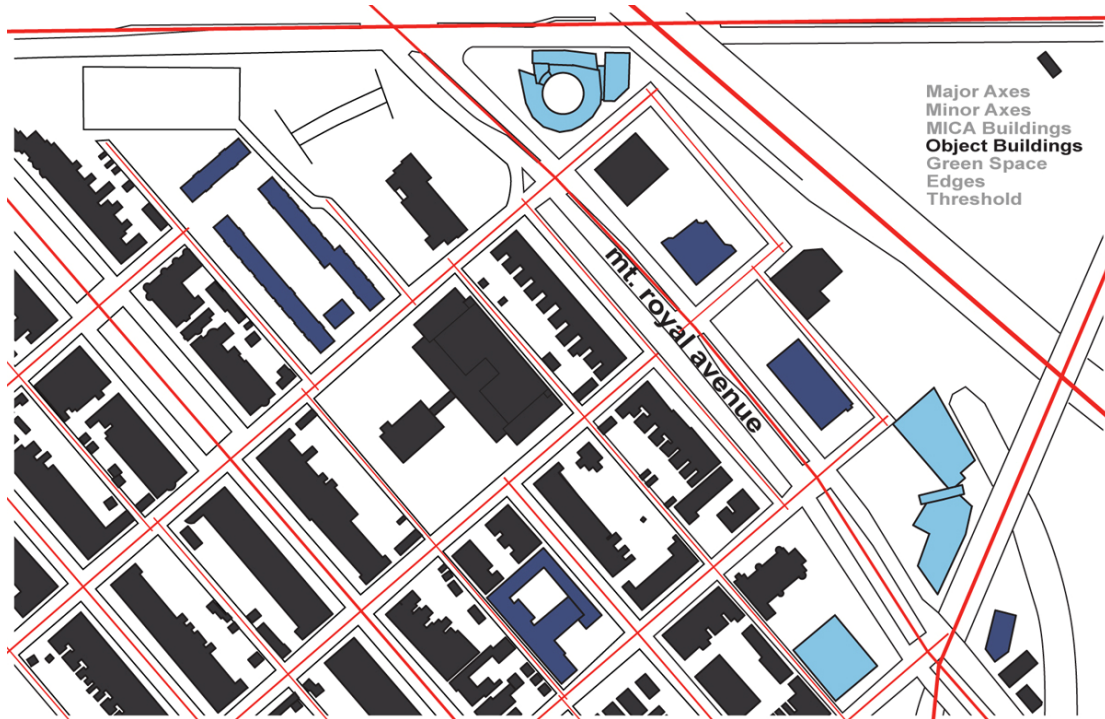 Major Axes
Minor Axes
MICA Buildings
Object Buildings
Green Space
Edges
Threshold
mt. royal avenue